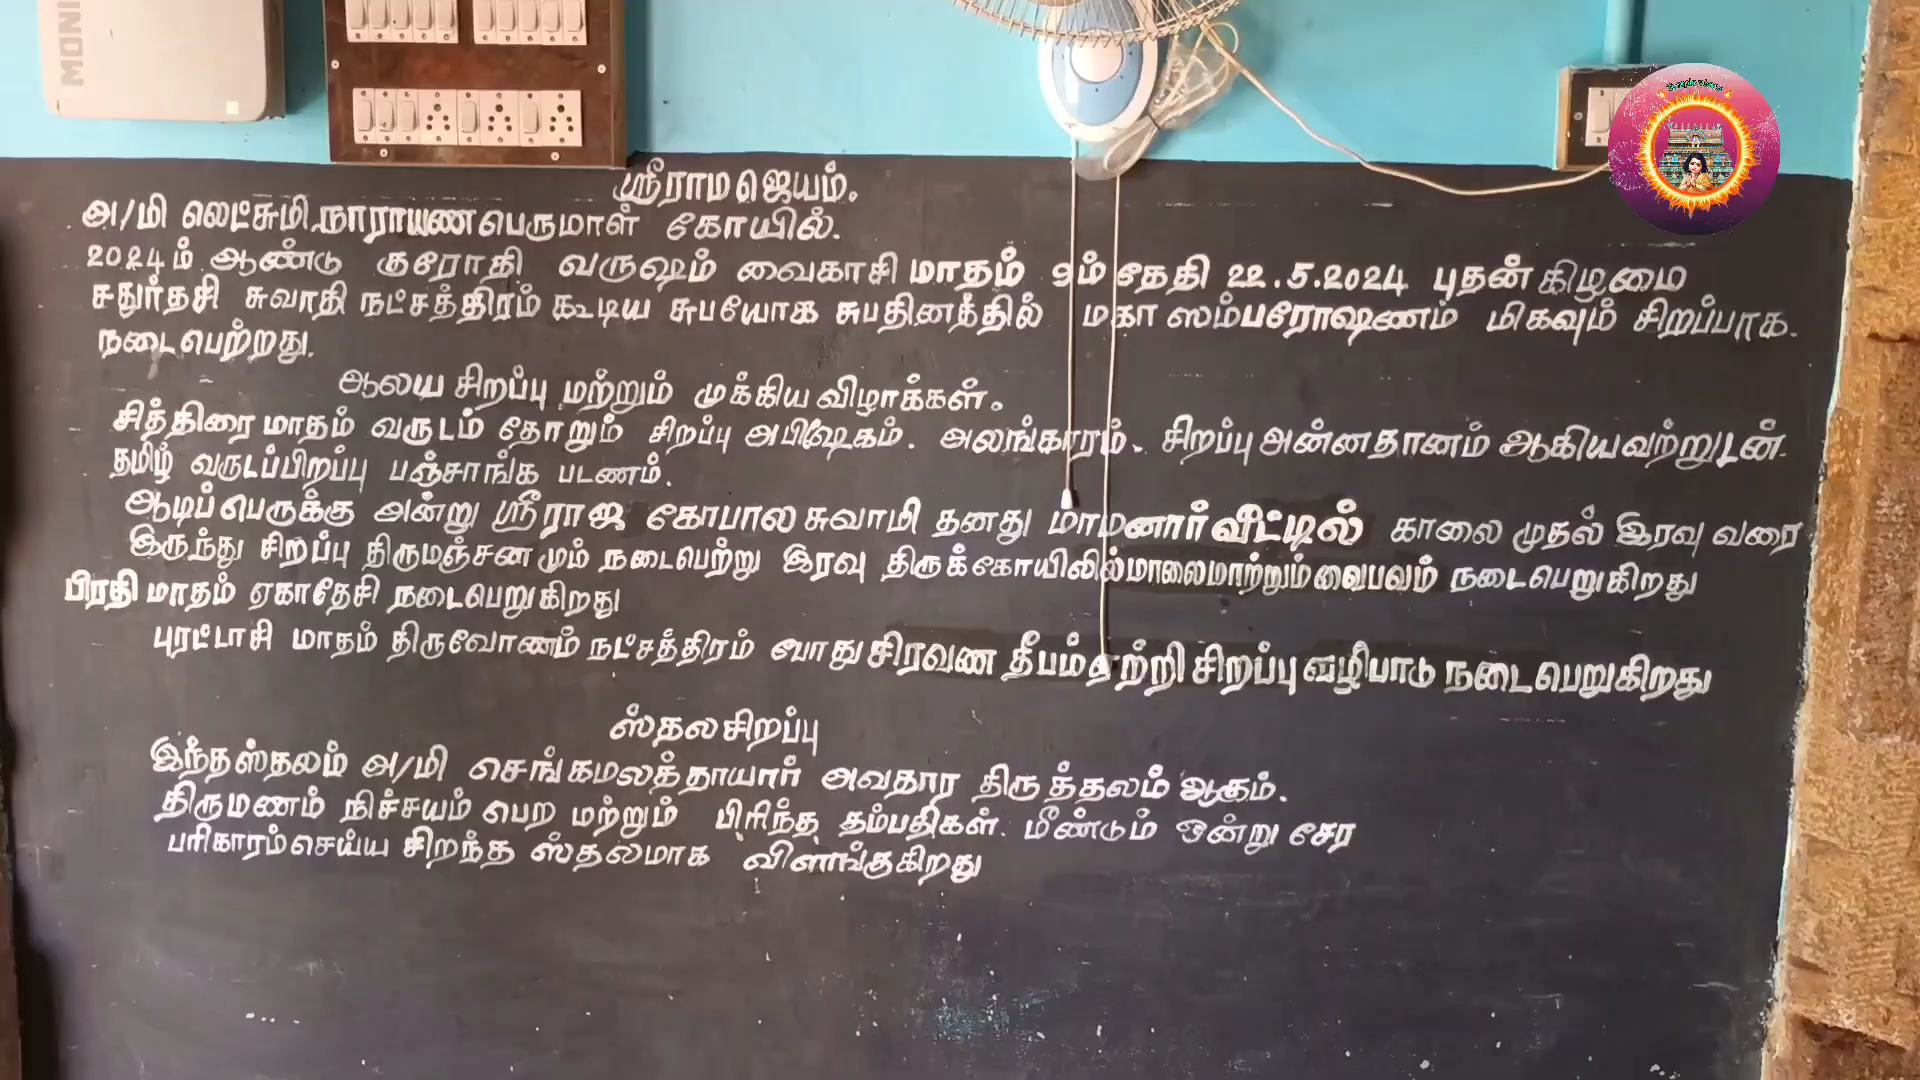 MONI
ஸ்ரீராமஜெயம்.
அ/மி லெட்சுமி நாராயண பெருமாள் கோயில்.
2024ம் ஆண்டு குரோதி வருஷம் வைகாசி மாதம் 9ம் தேதி 22.5.2024 புதன் கிழமை
சதுர்தசி சுவாதி நட்சத்திரம் கூடிய சுபயோக சுபதினத்தில் மகா ஸம்பரோஷணம் மிகவும் சிறப்பாக
நடைபெற்றது.
ஆலய சிறப்பு மற்றும் முக்கிய விழாக்கள்.
சித்திரை மாதம் வருடம் தோறும் சிறப்பு அபிஷேகம். அலங்காரம். சிறப்பு அன்னதானம் ஆகியவற்றுடன்
தமிழ் வருடப்பிறப்பு பஞ்சாங்க படணம்.
ஆடிப்பெருக்கு அன்று ஸ்ரீராஜ கோபால சுவாமி தனது மாமனார் வீட்டில் காலை முதல் இரவு வரை
இருந்து சிறப்பு திருமஞ்சனமும் நடைபெற்று இரவு திருக்கோயிலில் மாலைமாற்றும் வைபவம் நடைபெறுகிறது
பிரதி மாதம் ஏகாதேசி நடைபெறுகிறது
புரட்டாசி மாதம் திருவோணம் நட்சத்திரம் போது சிரவண தீபம் ஏற்றி சிறப்பு வழிபாடு நடைபெறுகிறது
ஸ்தல சிறப்பு
இந்தஸ்தலம் அ/மி செங்கமலத்தாயார் அவதார திருத்தலம் ஆகும்.
திருமணம் நிச்சயம் பெற மற்றும் பிரிந்த தம்பதிகள். மீண்டும் ஒன்று சேர
பரிகாரம் செய்ய சிறந்த ஸ்தலமாக விளங்குகிறது